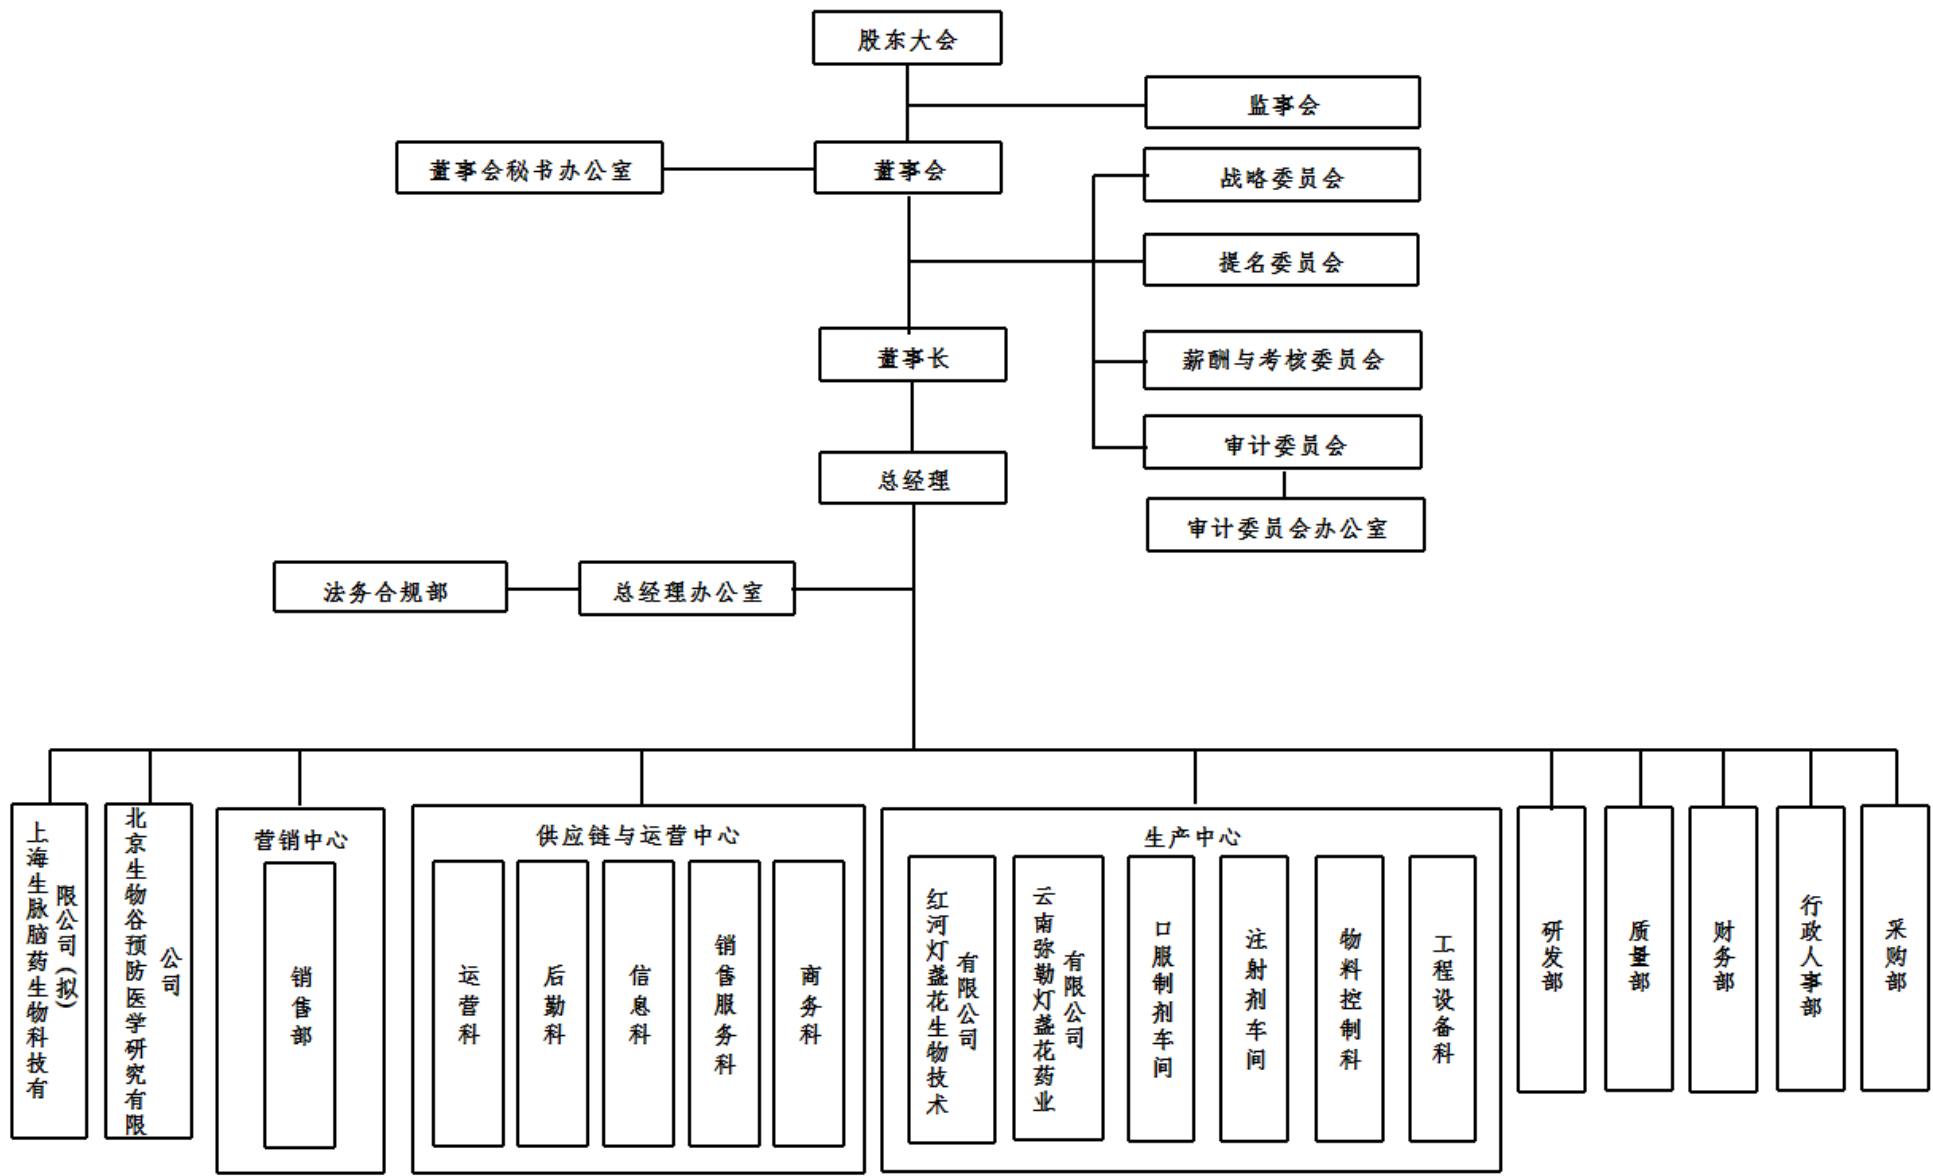 股东大会
监事会
董事会秘书办公室
董事会
战略委员会
提名委员会
董事长
薪酬与考核委员会
审计委员会
总经理
审计委员会办公室
法务合规部
总经理办公室
上海生脉脑药生物科技有
限公司（拟）
北京生物谷预防医学研究有限
公司
营销中心
销售部
供应链与运营中心
运营科
后勤科
信息科
销售服务科
商务科
生产中心
红河灯盏花生物技术
有限公司
云南弥勒灯盏花药业
有限公司
口服制剂车间
注射剂车间
物料控制科
工程设备科
研发部
质量部
财务部
行政人事部
采购部